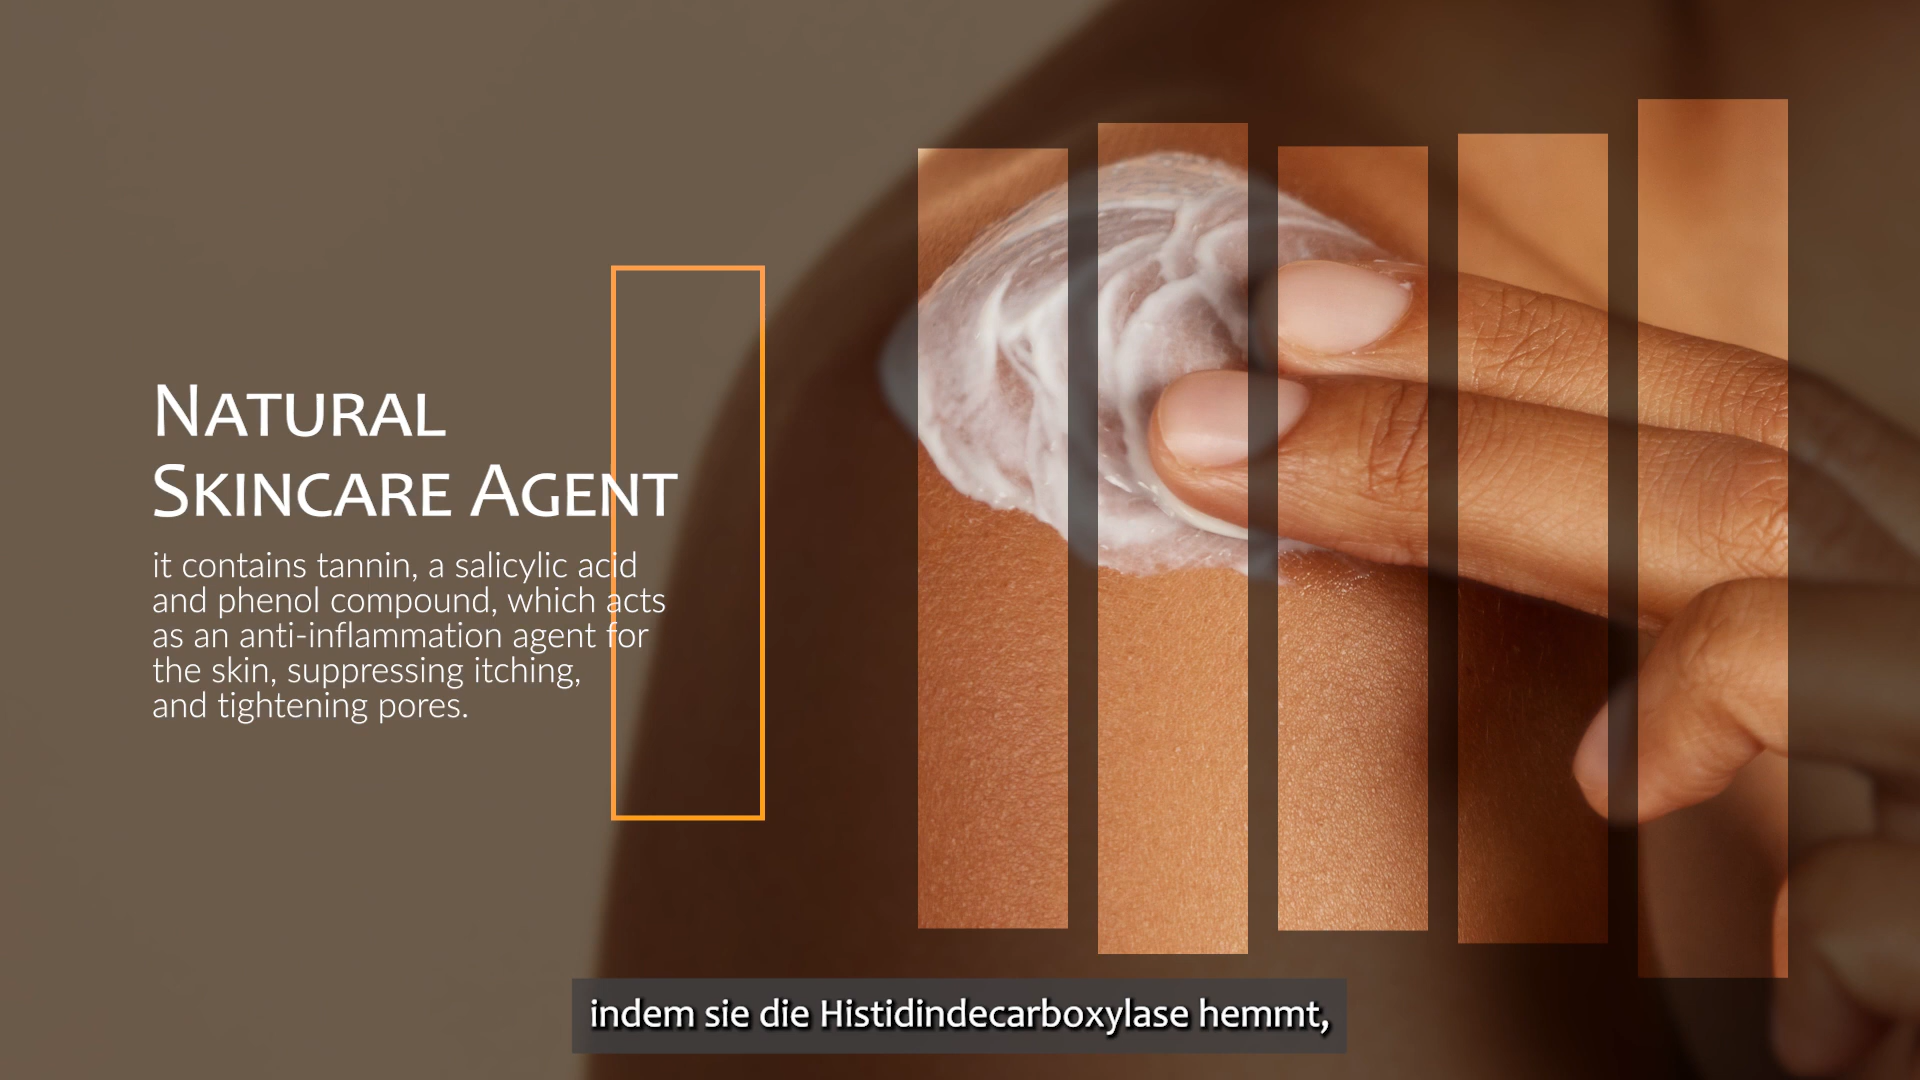 Natural
Skincare Agent
it contains tannin, a salicylic acid
and phenol compound, which acts
as an anti-inflammation agent for
the skin, suppressing itching,
and tightening pores.
indem sie die Histidindecarboxylase hemmt,